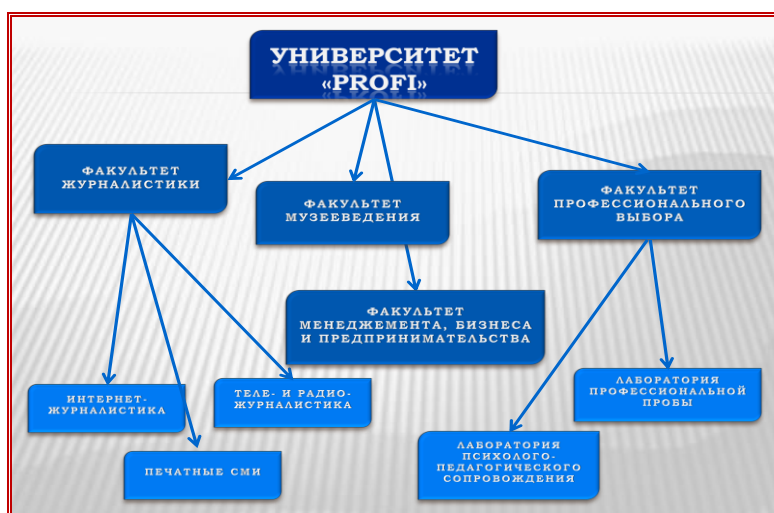 УНИВЕРСИТЕТ
«PROFI»
ФАКУЛЬТЕТ
ЖУРНАЛИСТИКИ
ФАКУЛЬТЕТ
МУЗЕЕВЕДЕНИЯ
ФАКУЛЬТЕТ
ПРОФЕССИОНАЛЬНОГО
ВЫБОРА
ФАКУЛЬТЕТ
МЕНЕДЖЕМЕНТА, БИЗНЕСА
И ПРЕДПРИНИМАТЕЛЬСТВА
ИНТЕРНЕТ-
ЖУРНАЛИСТИКА
ТЕЛЕ- И РАДИО-
ЖУРНАЛИСТИКА
ЛАБОРАТОРИЯ
ПРОФЕССИОНАЛЬНОЙ
ПРОБЫ
ПЕЧАТНЫЕ СМИ
ЛАБОРАТОРИЯ
ПСИХОЛОГО-
ПЕДАГОГИЧЕСКОГО
СОПРОВОЖДЕНИЯ